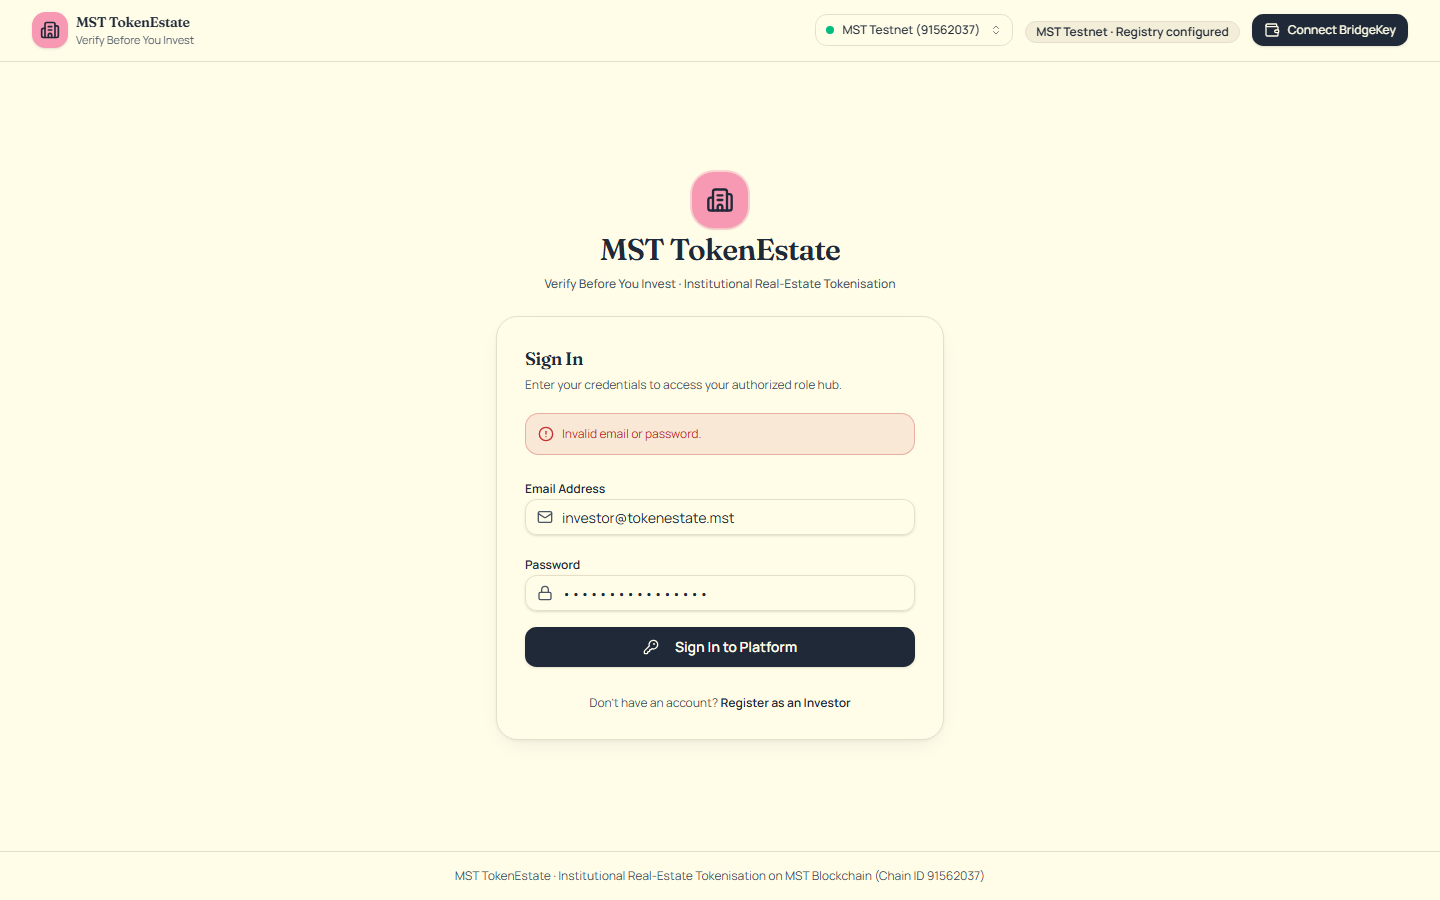 MST TokenEstate
Verify Before You Invest
MST Testnet (91562037)
MST Testnet · Registry configured
Connect BridgeKey
MST TokenEstate
Verify Before You Invest · Institutional Real-Estate Tokenisation
Sign In
Enter your credentials to access your authorized role hub.
Invalid email or password.
Email Address
investor@tokenestate.mst
Password
••••••••••••••••
Sign In to Platform
Don't have an account? Register as an Investor
MST TokenEstate · Institutional Real-Estate Tokenisation on MST Blockchain (Chain ID 91562037)